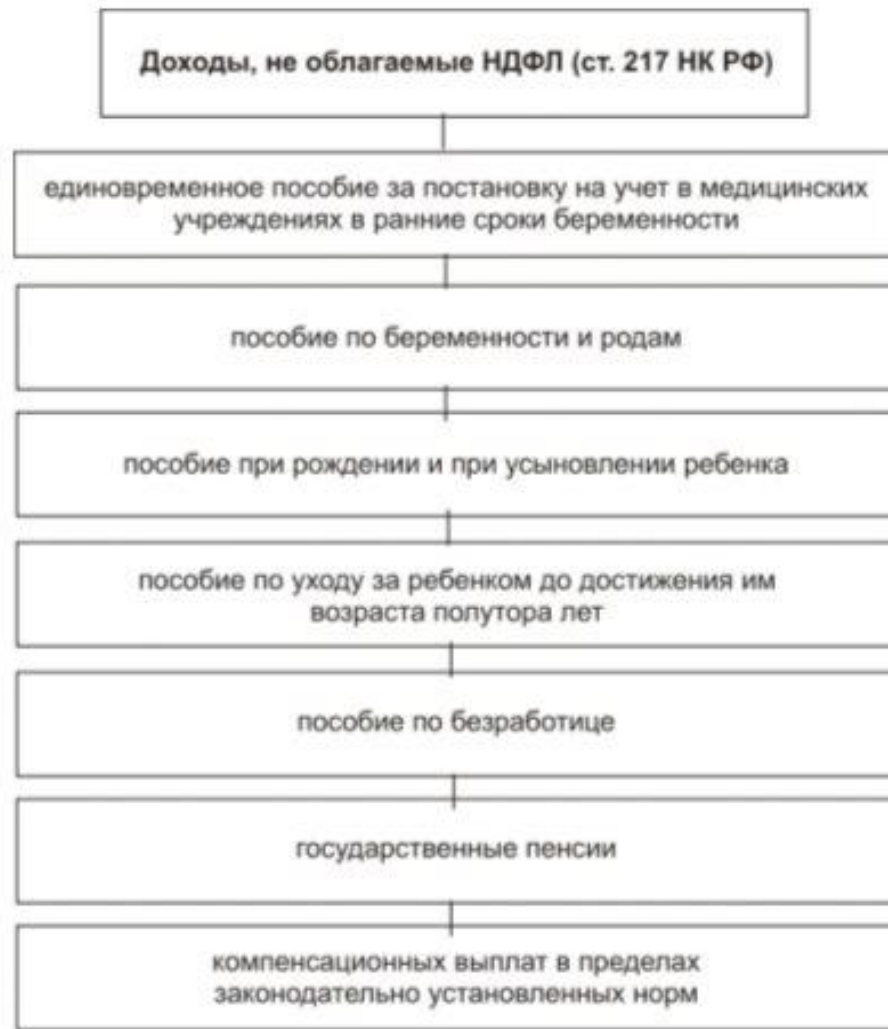 Доходы, не облагаемые НДФЛ (ст. 217 НК РФ)
единовременное пособие за постановку на учет в медицинских
учреждениях в ранние сроки беременности
пособие по беременности и родам
пособие при рождении и при усыновлении ребенка
пособие по уходу за ребенком до достижения им
возраста полутора лет
пособие по безработице
государственные пенсии
компенсационных выплат в пределах
законодательно установленных норм